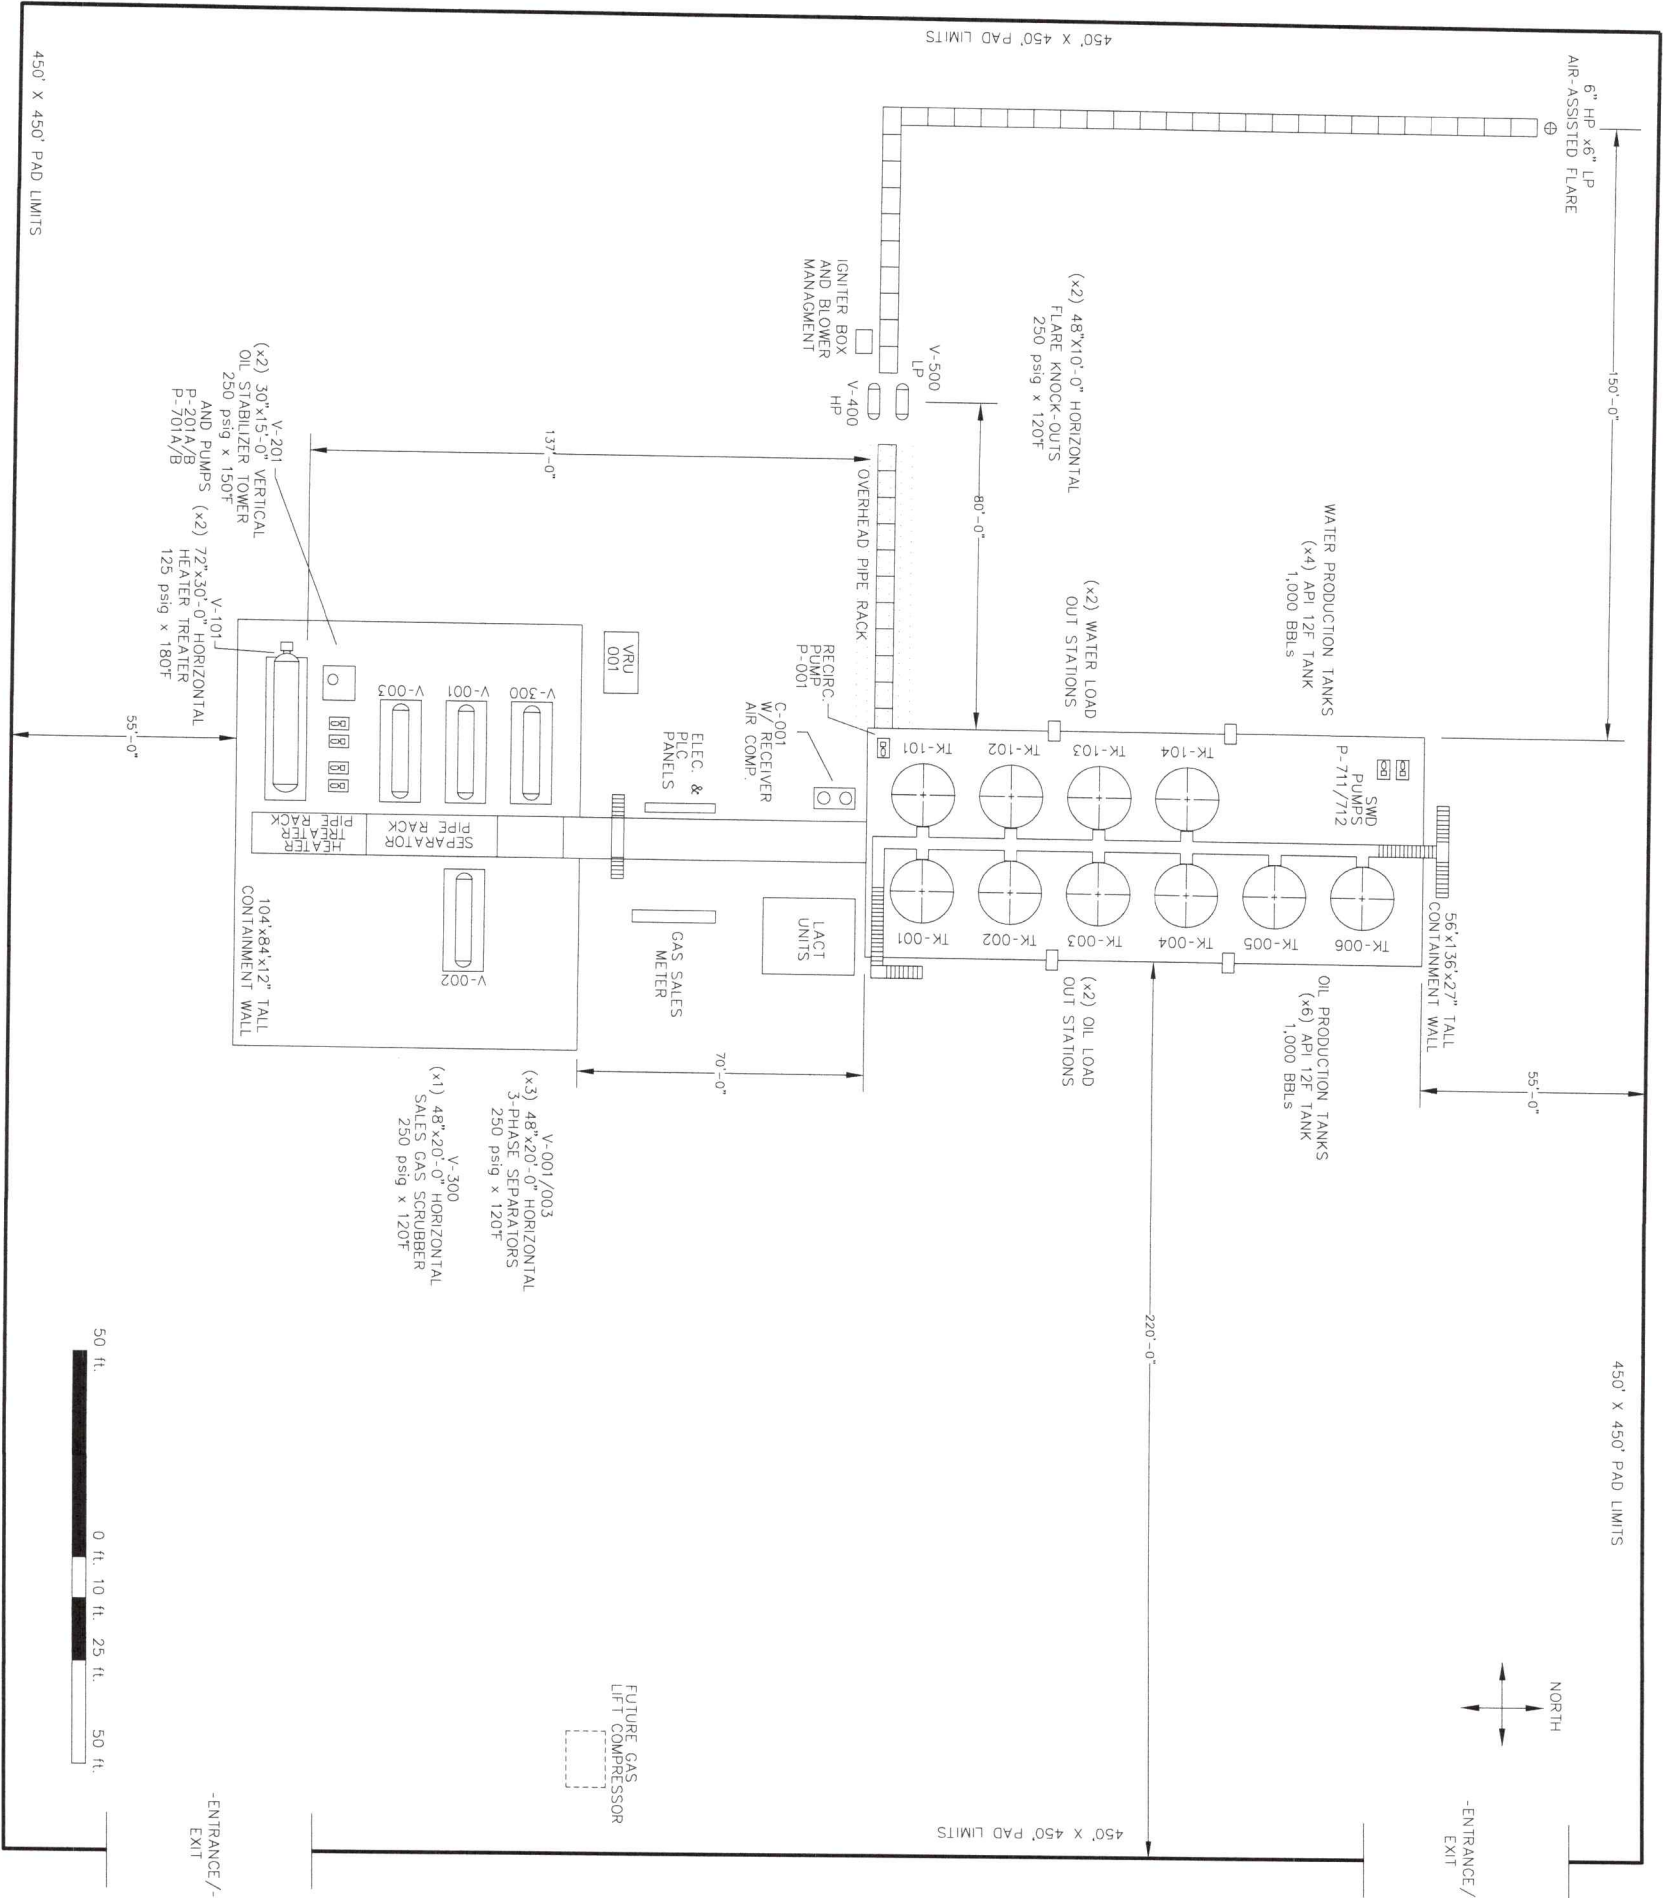 450' X 450' PAD LIMITS
6" HP x6" LP
AIR-ASSISTED FLARE
150'-0"
450' X 450' PAD LIMITS
450' X 450' PAD LIMITS
NORTH
-ENTRANCE/
EXIT
55'-0"
56'x136'x27" TALL
CONTAINMENT WALL
WATER PRODUCTION TANKS
(x4) API 12F TANK
1,000 BBLs
SWD
PUMPS
P-711/712
OIL PRODUCTION TANKS
(x6) API 12F TANK
1,000 BBLs
TK-104
TK-103
TK-102
TK-101
TK-006
TK-005
TK-004
TK-003
TK-002
TK-001
(x2) WATER LOAD
OUT STATIONS
(x2) OIL LOAD
OUT STATIONS
220'-0"
450' X 450' PAD LIMITS
(x2) 48"X10'-0" HORIZONTAL
FLARE KNOCK-OUTS
250 psig x 120°F
80'-0"
V-500
LP
V-400
HP
IGNITER BOX
AND BLOWER
MANAGMENT
OVERHEAD PIPE RACK
RECIRC.
PUMP
P-001
C-001
W/ RECEIVER
AIR COMP.
LACT
UNITS
ELEC. &
PLC
PANELS
GAS SALES
METER
70'-0"
VRU
001
137'-0"
V-300
V-001
V-003
V-002
SEPARATOR
PIPE RACK
HEATER
TREATER
PIPE RACK
V-201
(x2) 30"x15'-0" VERTICAL
OIL STABILIZER TOWER
250 psig x 150°F
AND PUMPS
P-201A/B
P-701A/B
V-101
(x2) 72"x30'-0" HORIZONTAL
HEATER TREATER
125 psig x 180°F
55'-0"
104'x84'x12" TALL
CONTAINMENT WALL
V-001/003
(x3) 48"x20'-0" HORIZONTAL
3-PHASE SEPARATORS
250 psig x 120°F
V-300
(x1) 48"x20'-0" HORIZONTAL
SALES GAS SCRUBBER
250 psig x 120°F
FUTURE GAS
LIFT COMPRESSOR
50 ft. 0 ft. 10 ft. 25 ft. 50 ft.
-ENTRANCE/-
EXIT